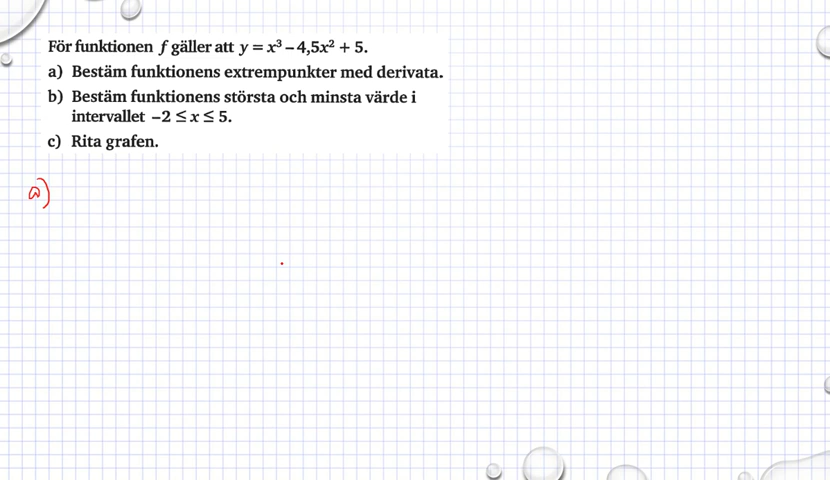 För funktionen f gäller att y = x³ – 4,5x² + 5.
a) Bestäm funktionens extrempunkter med derivata.
b) Bestäm funktionens största och minsta värde i
intervallet –2 ≤ x ≤ 5.
c) Rita grafen.
a)